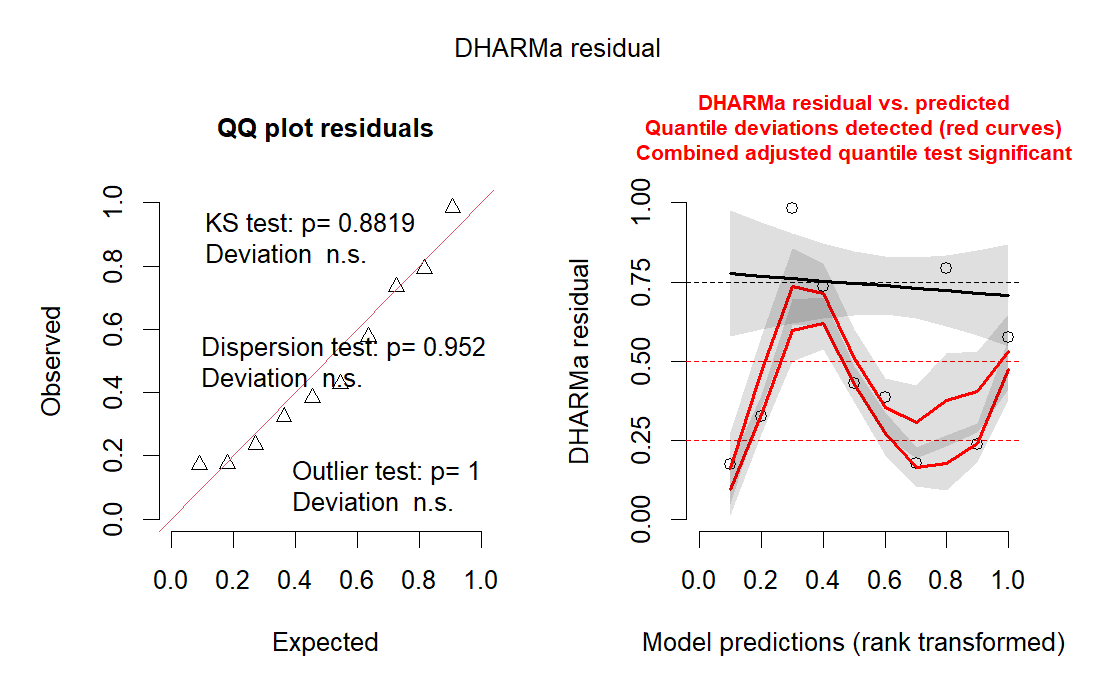 DHARMa residual
QQ plot residuals
KS test: p= 0.8819
Deviation n.s.
Dispersion test: p= 0.952
Deviation n.s.
Outlier test: p= 1
Deviation n.s.
Observed
0.0 0.2 0.4 0.6 0.8 1.0
0.0 0.2 0.4 0.6 0.8 1.0
Expected
DHARMa residual vs. predicted
Quantile deviations detected (red curves)
Combined adjusted quantile test significant
DHARMa residual
0.00 0.25 0.50 0.75 1.00
0.0 0.2 0.4 0.6 0.8 1.0
Model predictions (rank transformed)